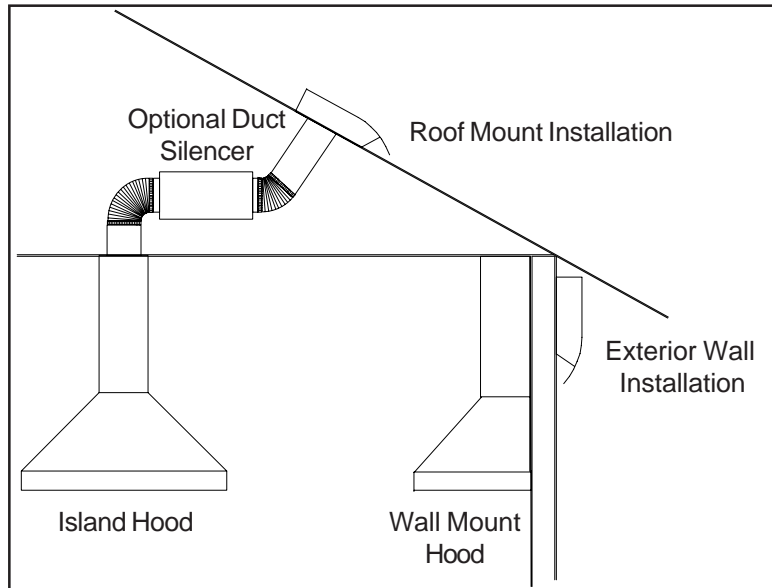 Optional Duct
Silencer
Roof Mount Installation
Exterior Wall
Installation
Island Hood
Wall Mount
Hood